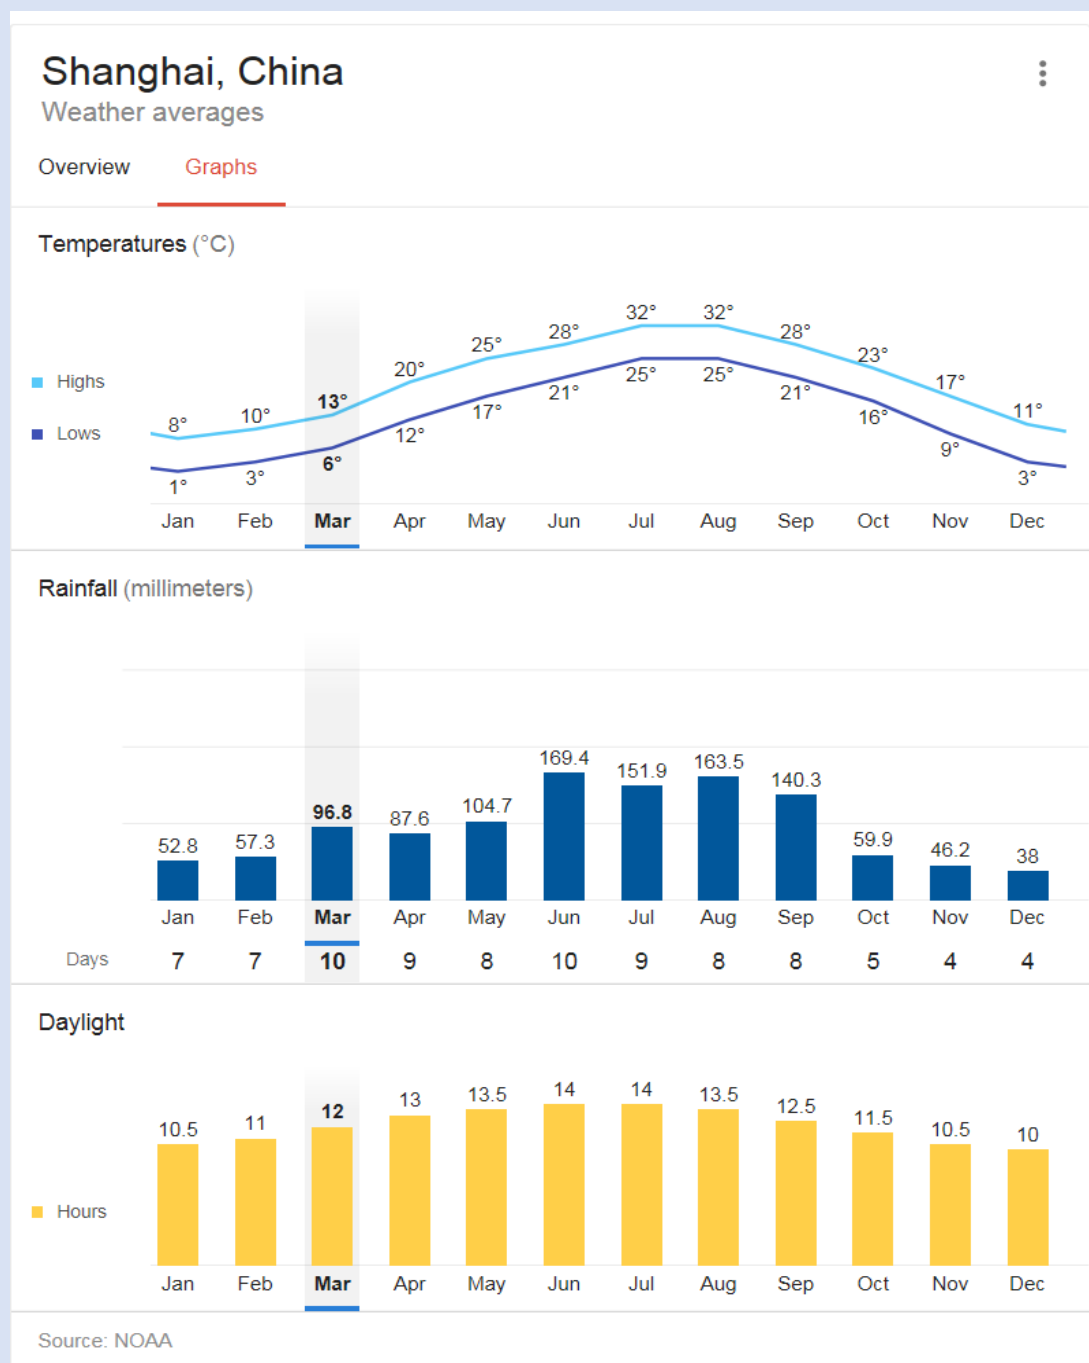 Shanghai, China
Weather averages
Overview Graphs
Temperatures (°C)
32° 32°
28° 28°
25° 23°
20° 17°
13° 11°
8° 10°
Highs
25° 25°
21° 21°
17° 16°
12° 9°
Lows
6° 3° 3°
1°
Jan Feb Mar Apr May Jun Jul Aug Sep Oct Nov Dec
Rainfall (millimeters)
52.8 57.3 96.8 87.6 104.7 169.4 151.9 163.5 140.3 59.9 46.2 38
Jan Feb Mar Apr May Jun Jul Aug Sep Oct Nov Dec
Days 7 7 10 9 8 10 9 8 8 5 4 4
Daylight
10.5 11 12 13 13.5 14 14 13.5 12.5 11.5 10.5 10
Hours
Jan Feb Mar Apr May Jun Jul Aug Sep Oct Nov Dec
Source: NOAA